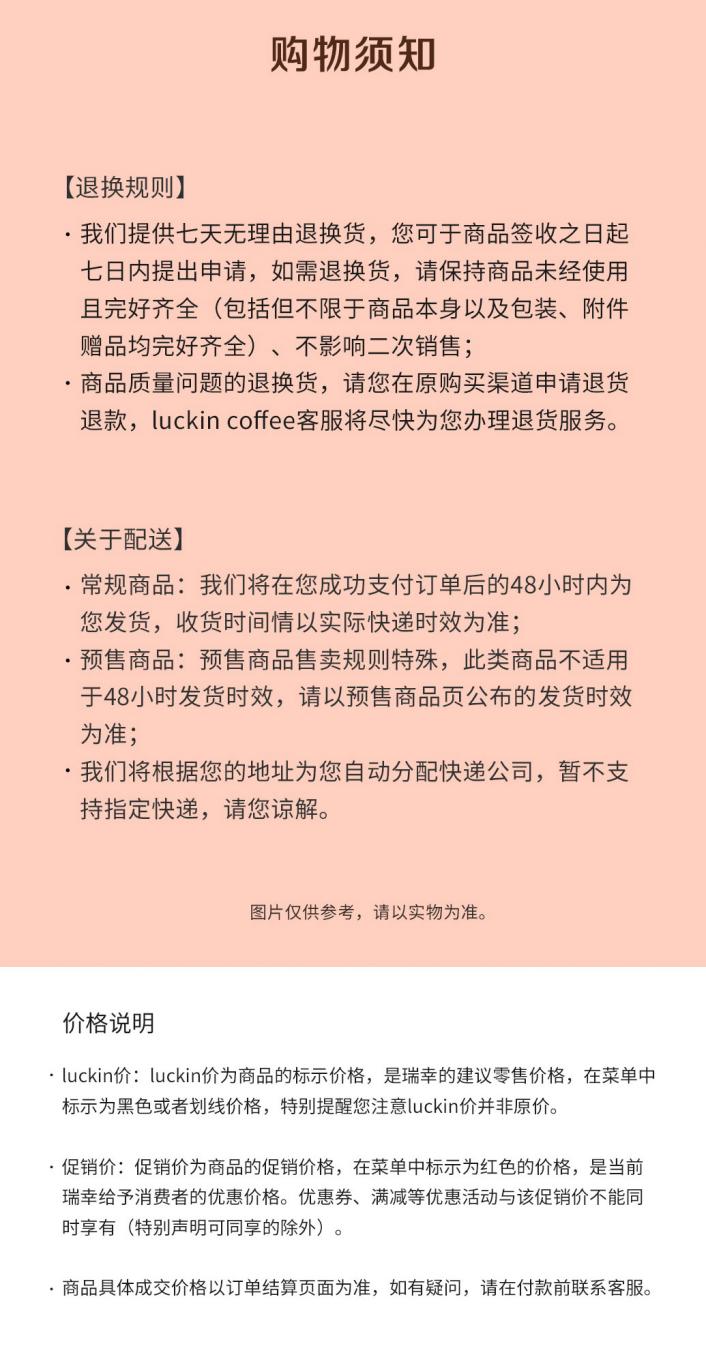 购物须知
【退换规则】
· 我们提供七天无理由退换货，您可于商品签收之日起
七日内提出申请，如需退换货，请保持商品未经使用
且完好齐全（包括但不限于商品本身以及包装、附件
赠品均完好齐全）、不影响二次销售；
· 商品质量问题的退换货，请您在原购买渠道申请退货
退款，luckin coffee客服将尽快为您办理退货服务。
【关于配送】
· 常规商品：我们将在您成功支付订单后的48小时内为
您发货，收货时间情以实际快递时效为准；
· 预售商品：预售商品售卖规则特殊，此类商品不适用
于48小时发货时效，请以预售商品页公布的发货时效
为准；
· 我们将根据您的地址为您自动分配快递公司，暂不支
持指定快递，请您谅解。
图片仅供参考，请以实物为准。
价格说明
· luckin价：luckin价为商品的标示价格，是瑞幸的建议零售价格，在菜单中
标示为黑色或者划线价格，特别提醒您注意luckin价并非原价。
· 促销价：促销价为商品的促销价格，在菜单中标示为红色的价格，是当前
瑞幸给予消费者的优惠价格。优惠券、满减等优惠活动与该促销价不能同
时享有（特别声明可同享的除外）。
· 商品具体成交价格以订单结算页面为准，如有疑问，请在付款前联系客服。